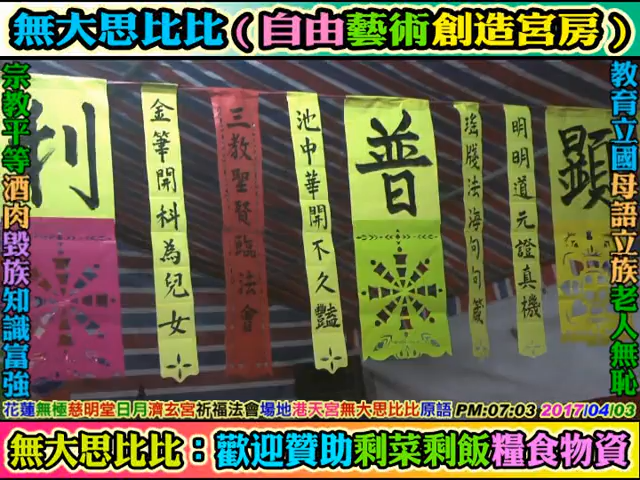 無大思比比(自由藝術創造宮房)
宗教平等酒肉毀族知識富強
教育立國母語立族老人無恥
金筆開科為兒女
三教聖賢臨法會
池中華開不久豔
普
法海句句箴
明明道元證真機
顯
花蓮無極慈明堂日月濟玄宮祈福法會場地港天宮無大思比比原語 PM:07:03 2017/04/03
無大思比比：歡迎贊助剩菜剩飯糧食物資